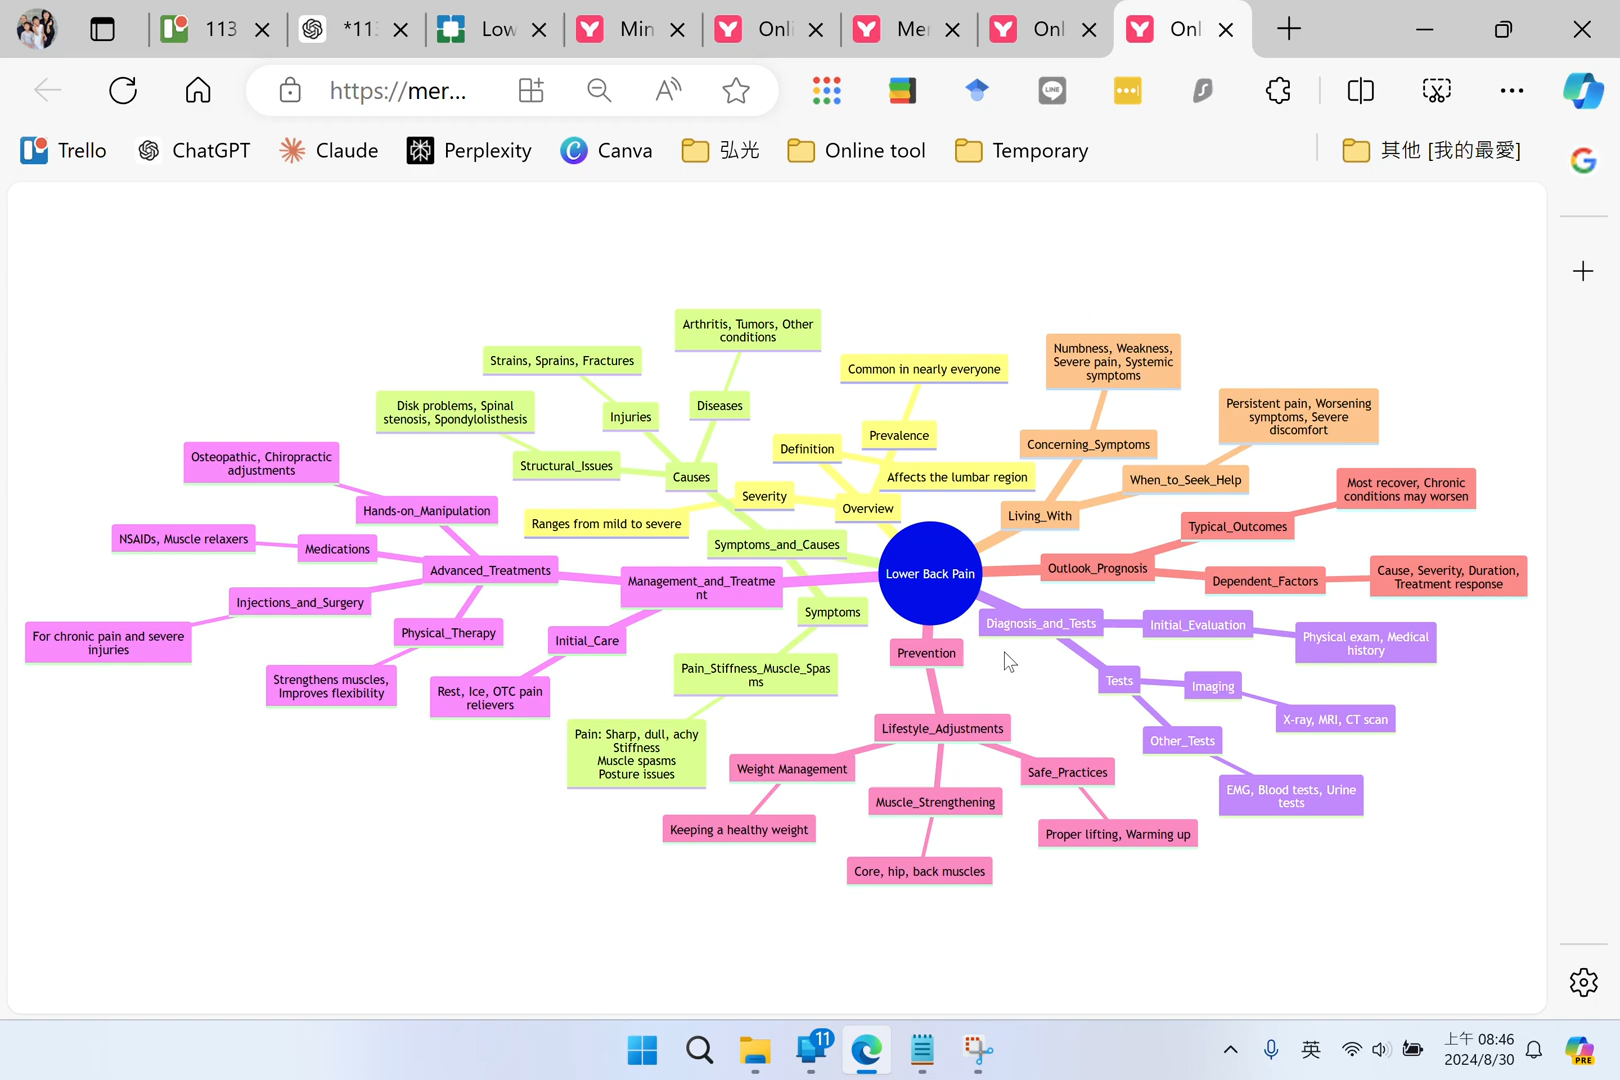 113
*11
Low
Min
Onli
Mer
Onl
Onl
https://mer...
LINE
Trello
ChatGPT
Claude
Perplexity
Canva
弘光
Online tool
Temporary
其他 [我的最愛]
Arthritis, Tumors, Other
conditions
Strains, Sprains, Fractures
Common in nearly everyone
Numbness, Weakness,
Severe pain, Systemic
symptoms
Disk problems, Spinal
stenosis, Spondylolisthesis
Injuries
Diseases
Persistent pain, Worsening
symptoms, Severe
discomfort
Prevalence
Definition
Concerning_Symptoms
Osteopathic, Chiropractic
adjustments
Structural_Issues
Causes
Affects the lumbar region
When_to_Seek_Help
Most recover, Chronic
conditions may worsen
Severity
Overview
Living_With
Hands-on_Manipulation
Ranges from mild to severe
Typical_Outcomes
NSAIDs, Muscle relaxers
Medications
Symptoms_and_Causes
Advanced_Treatments
Management_and_Treatme
nt
Lower Back Pain
Outlook_Prognosis
Dependent_Factors
Cause, Severity, Duration,
Treatment response
Injections_and_Surgery
Symptoms
Diagnosis_and_Tests
Initial_Evaluation
Physical exam, Medical
history
For chronic pain and severe
injuries
Physical_Therapy
Initial_Care
Prevention
Pain_Stiffness_Muscle_Spas
ms
Tests
Imaging
Strengthens muscles,
Improves flexibility
Rest, Ice, OTC pain
relievers
X-ray, MRI, CT scan
Pain: Sharp, dull, achy
Stiffness
Muscle spasms
Posture issues
Lifestyle_Adjustments
Other_Tests
Weight Management
Safe_Practices
Muscle_Strengthening
EMG, Blood tests, Urine
tests
Keeping a healthy weight
Proper lifting, Warming up
Core, hip, back muscles
11
英
上午 08:46
2024/8/30
PRE